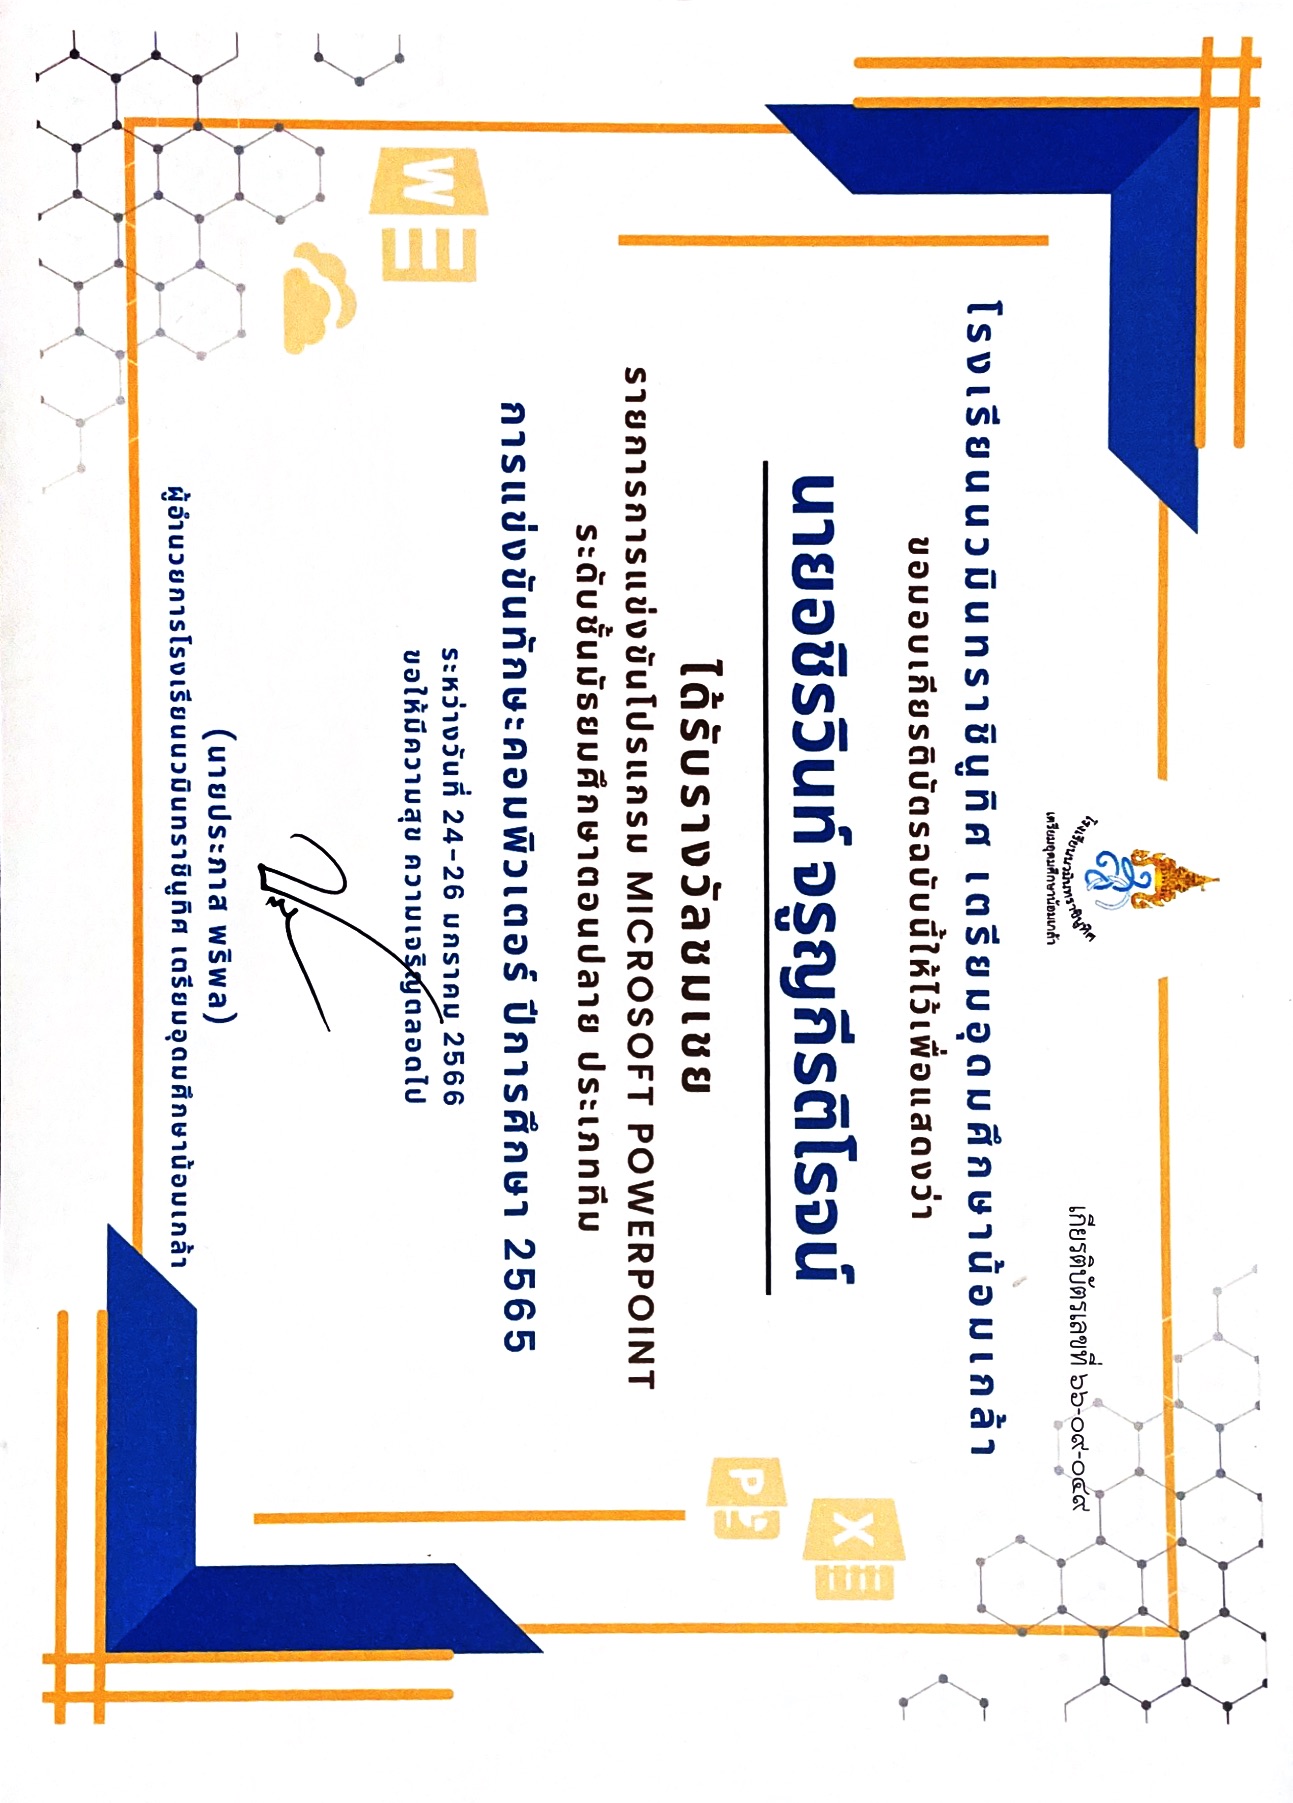 โรงเรียนนวมินทราชินูทิศ
เตรียมอุดมศึกษาน้อมเกล้า
เกียรติบัตรเลขที่ ๖๖-๐๙-๐๔๙
โรงเรียนนวมินทราชินูทิศ เตรียมอุดมศึกษาน้อมเกล้า
ขอมอบเกียรติบัตรฉบับนี้ให้ไว้เพื่อแสดงว่า
นายอชิรวินท์ จรูญกีรติโรจน์
ได้รับรางวัลชมเชย
รายการการแข่งขันโปรแกรม MICROSOFT POWERPOINT
ระดับชั้นมัธยมศึกษาตอนปลาย ประเภททีม
การแข่งขันทักษะคอมพิวเตอร์ ปีการศึกษา 2565
ระหว่างวันที่ 24-26 มกราคม 2566
ขอให้มีความสุข ความเจริญตลอดไป
(นายประภาส พริพล)
ผู้อำนวยการโรงเรียนนวมินทราชินูทิศ เตรียมอุดมศึกษาน้อมเกล้า
X
P
W